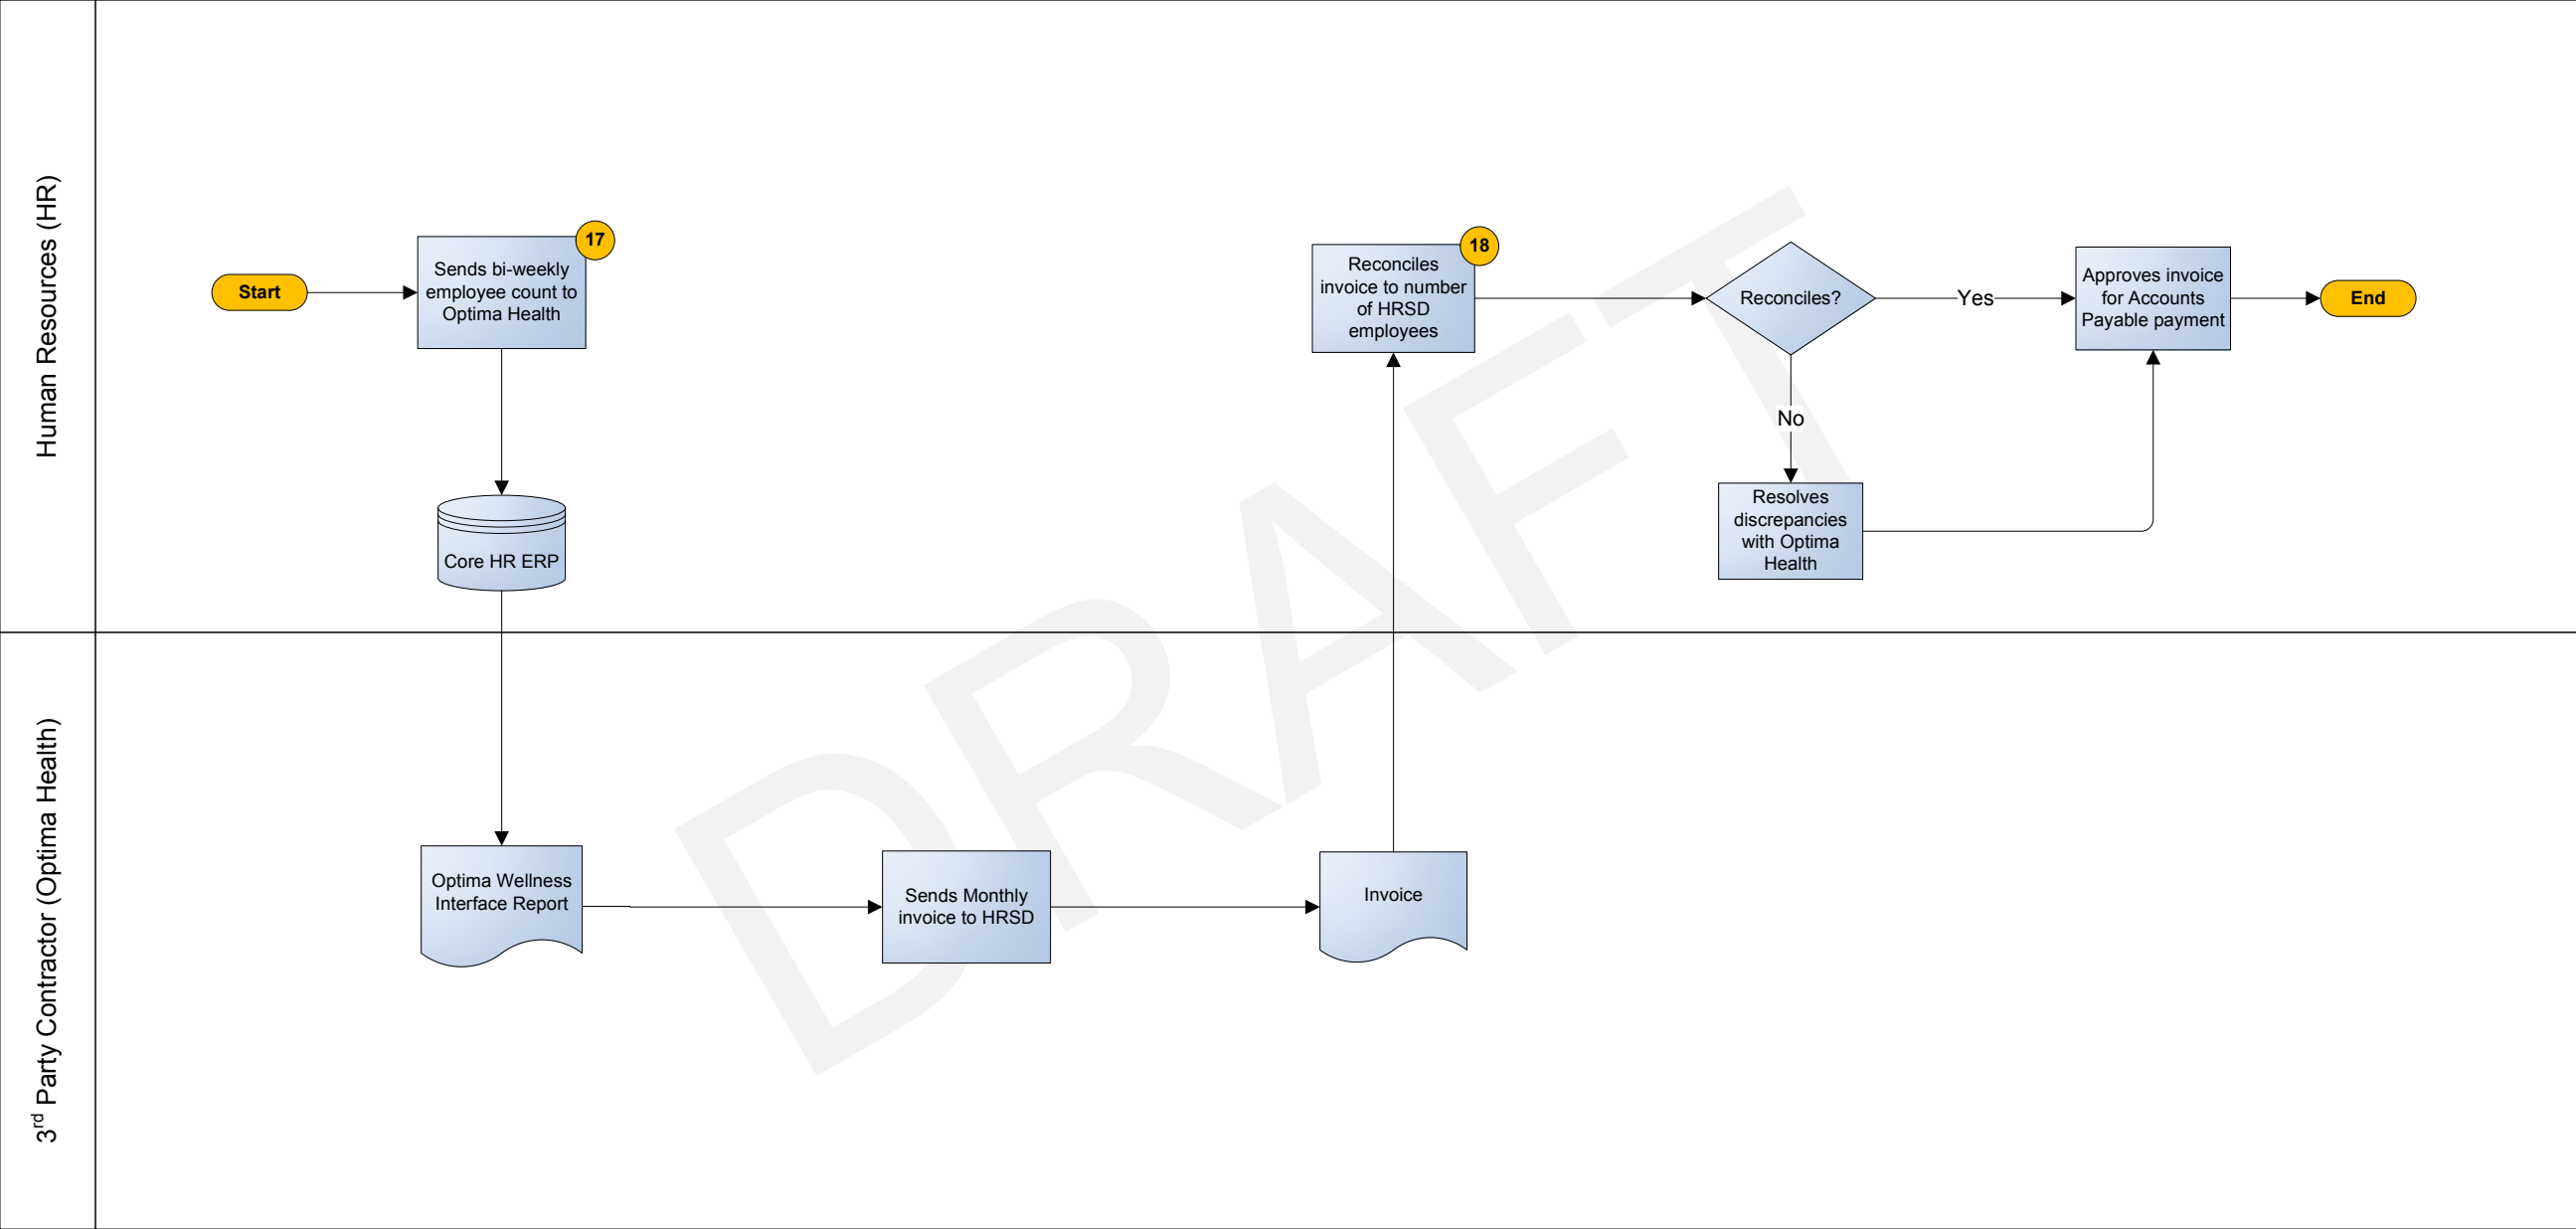 Human Resources (HR)
Start
17
Sends bi-weekly
employee count to
Optima Health
Core HR ERP
18
Reconciles
invoice to number
of HRSD
employees
Reconciles?
Yes
No
Approves invoice
for Accounts
Payable payment
End
Resolves
discrepancies
with Optima
Health
3rd Party Contractor (Optima Health)
Optima Wellness
Interface Report
Sends Monthly
invoice to HRSD
Invoice
DRAFT